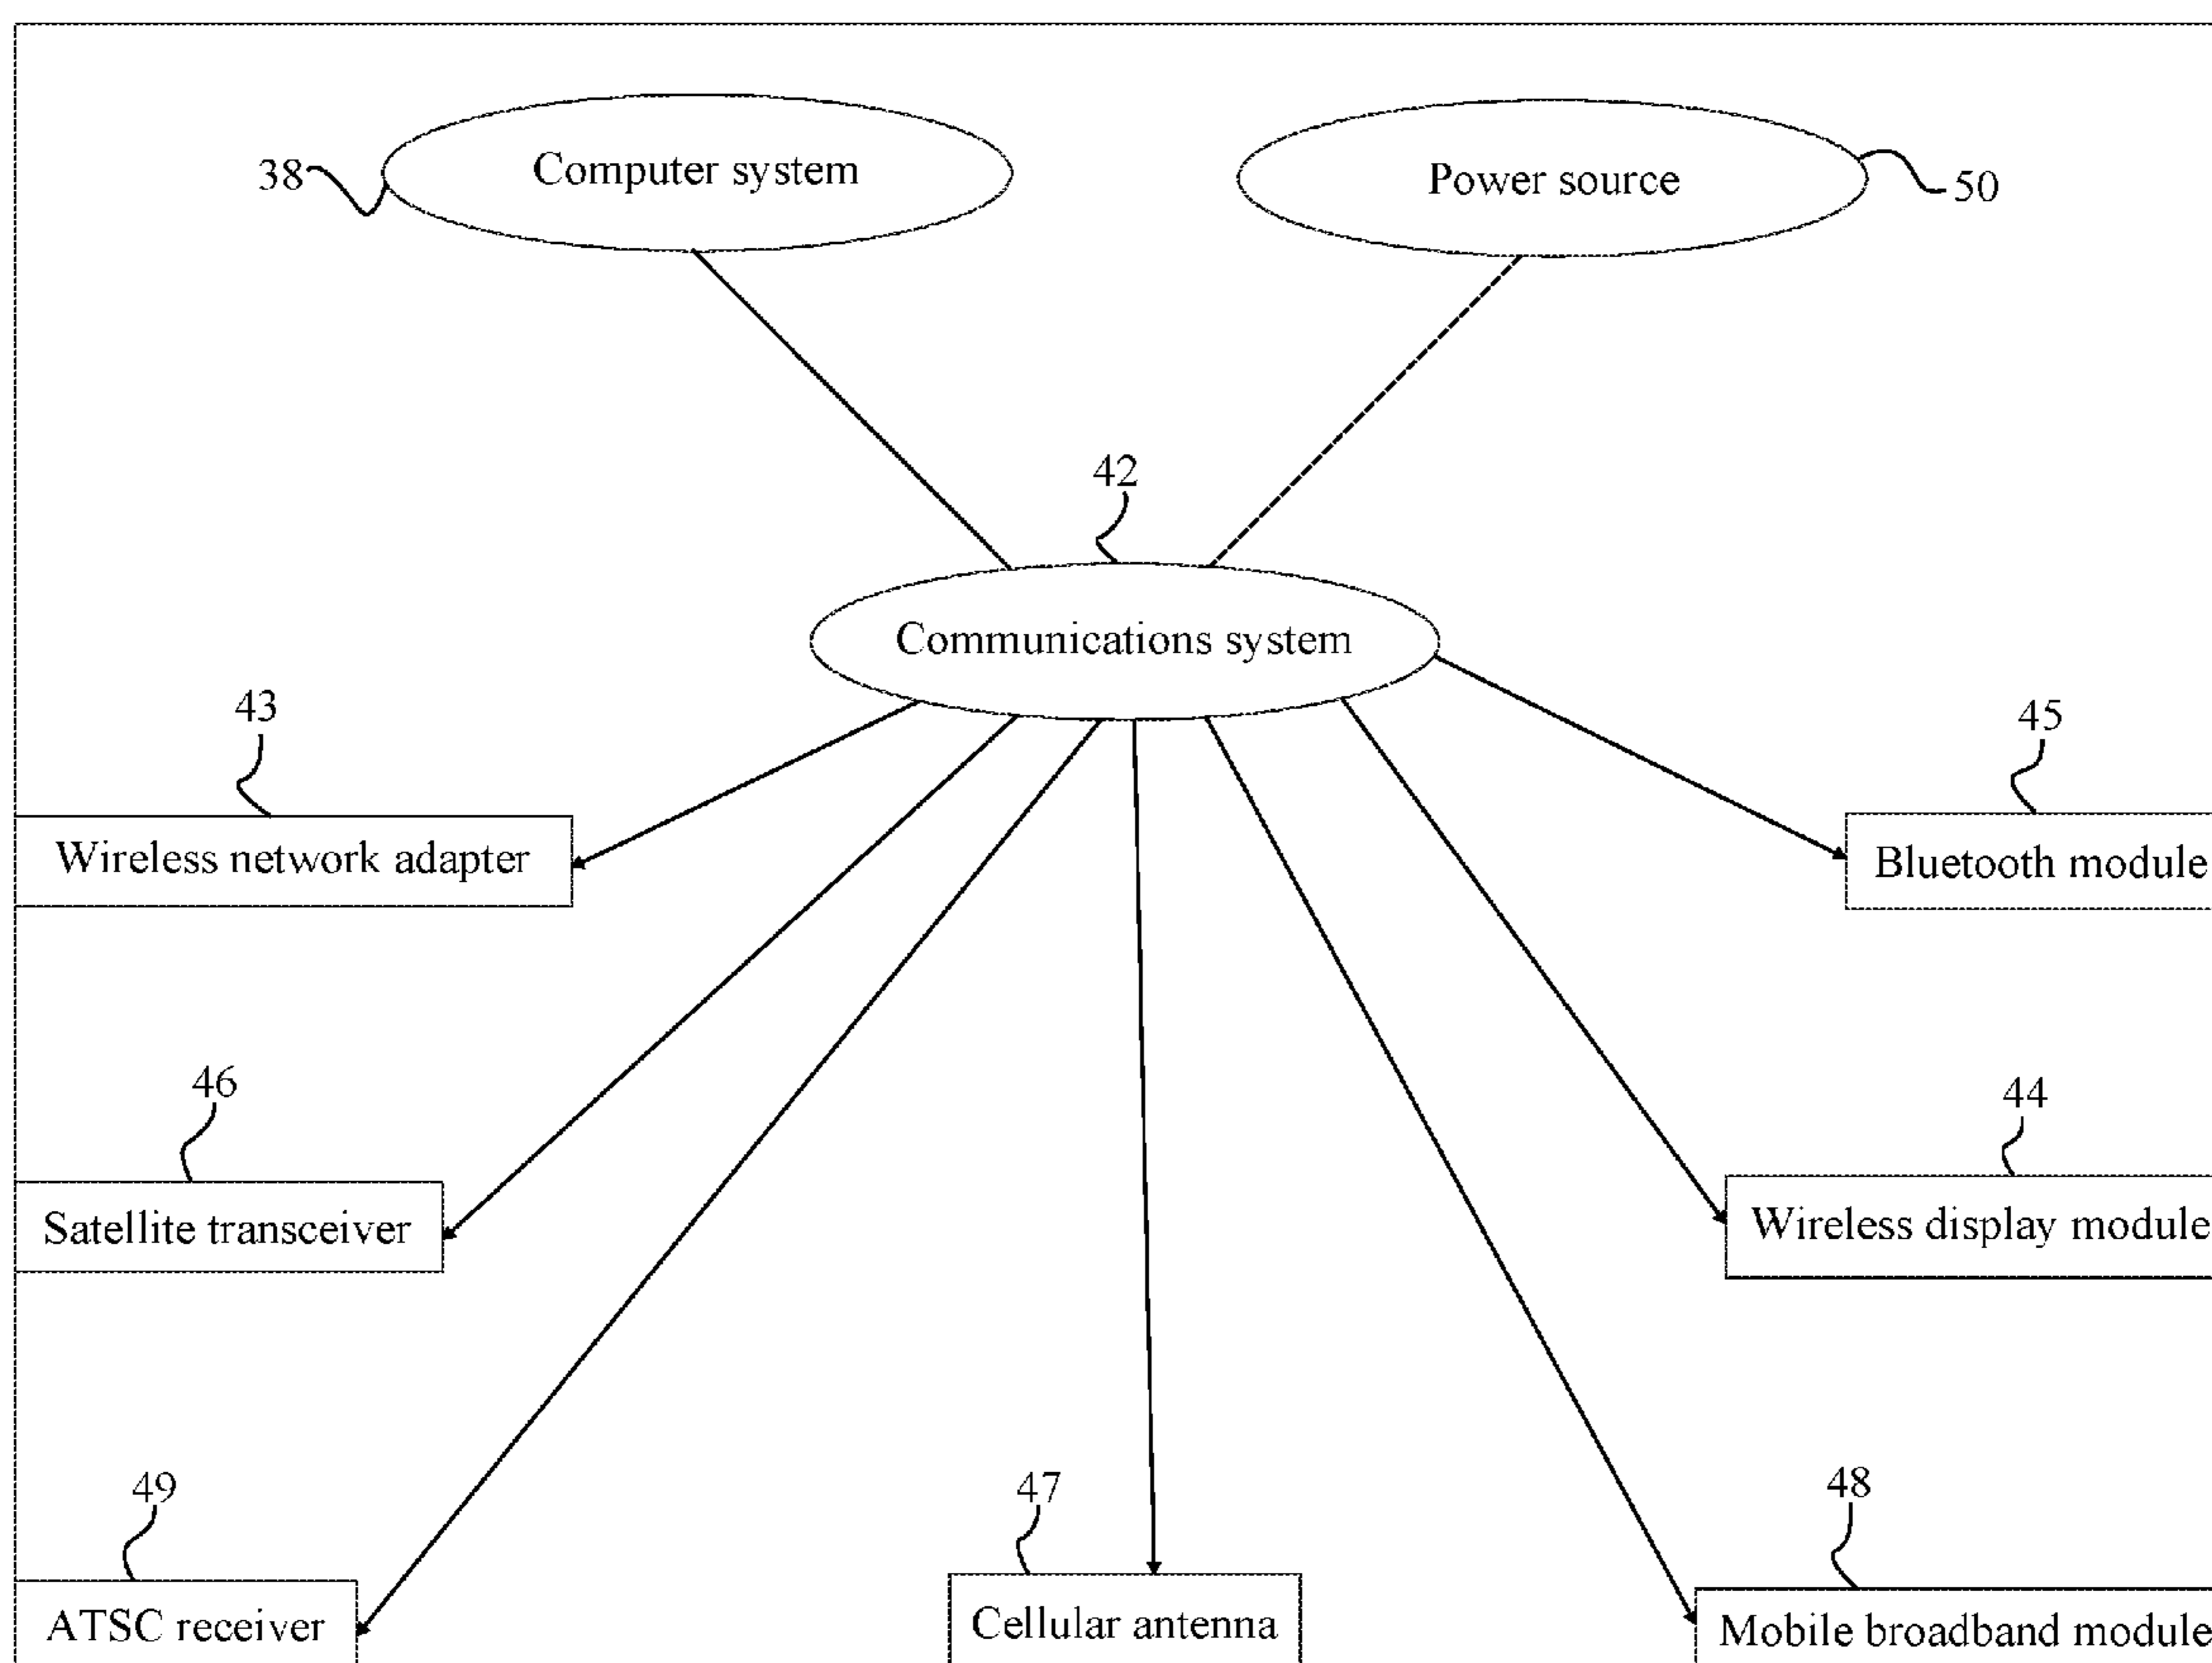 Computer system
38
Power source
50
42
Communications system
43
45
Wireless network adapter
Bluetooth module
46
44
Satellite transceiver
Wireless display module
49
47
48
ATSC receiver
Cellular antenna
Mobile broadband module